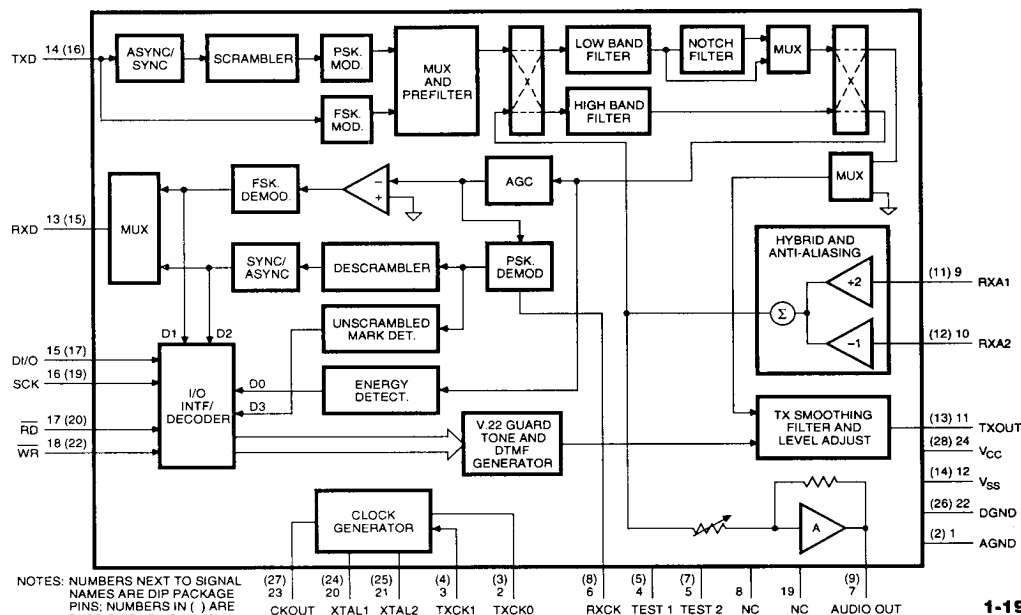 TXD
14 (16)
ASYNC/
SYNC
SCRAMBLER
PSK.
MOD.
FSK.
MOD.
MUX
AND
PREFILTER
X
LOW BAND
FILTER
NOTCH
FILTER
MUX
X
HIGH BAND
FILTER
MUX
RXD
13 (15)
MUX
FSK.
DEMOD.
−
+
AGC
SYNC/
ASYNC
DESCRAMBLER
PSK.
DEMOD
HYBRID AND
ANTI-ALIASING
+2
Σ
−1
(11) 9
RXA1
(12) 10
RXA2
UNSCRAMBLED
MARK DET.
D1
D2
DI/O
15 (17)
SCK
16 (19)
RD
17 (20)
WR
18 (22)
I/O
INTF/
DECODER
D0
D3
ENERGY
DETECT.
V.22 GUARD
TONE AND
DTMF
GENERATOR
TX SMOOTHING
FILTER AND
LEVEL ADJUST
(13) 11
TXOUT
(28) 24
VCC
(14) 12
VSS
(26) 22
DGND
(2) 1
AGND
CLOCK
GENERATOR
A
NOTES: NUMBERS NEXT TO SIGNAL
NAMES ARE DIP PACKAGE
PINS; NUMBERS IN ( ) ARE
(27)
23
CKOUT
(24)
20
XTAL1
(25)
21
XTAL2
(4)
3
TXCK1
(3)
2
TXCK0
(8)
6
RXCK
(5)
4
TEST 1
(7)
5
TEST 2
8
NC
19
NC
(9)
7
AUDIO OUT